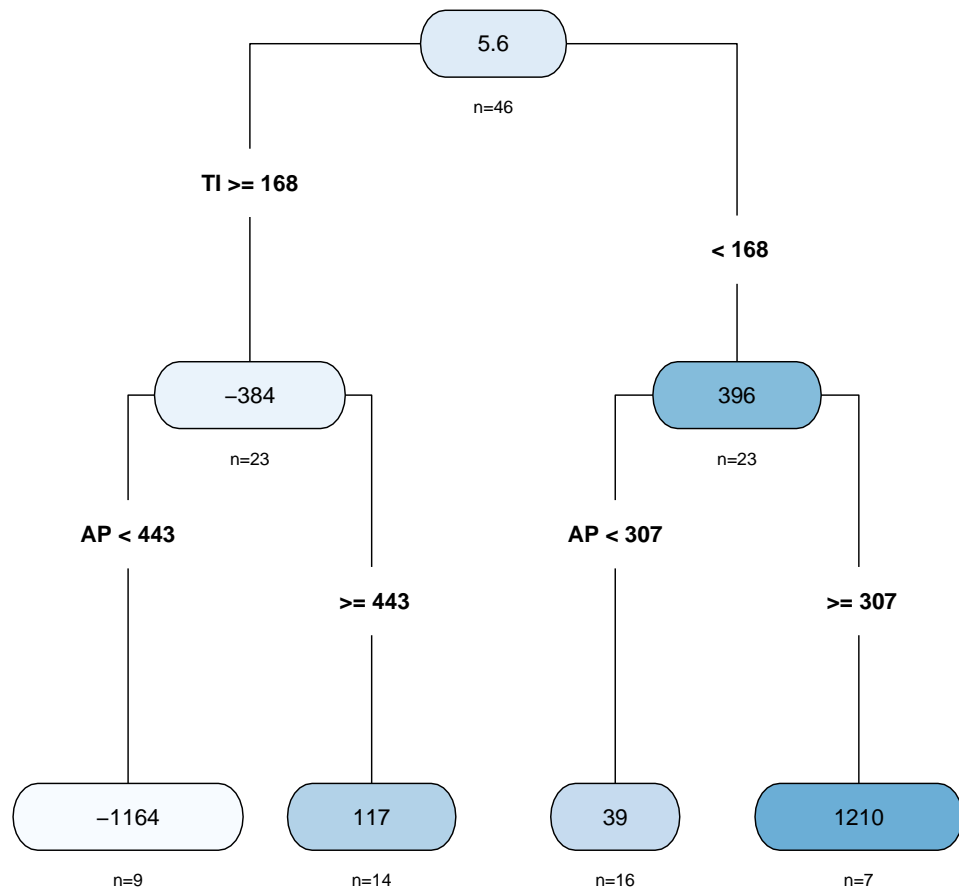 5.6
n=46
TI >= 168
< 168
−384
396
n=23
n=23
AP < 443
AP < 307
>= 443
>= 307
−1164
117
39
1210
n=9
n=14
n=16
n=7